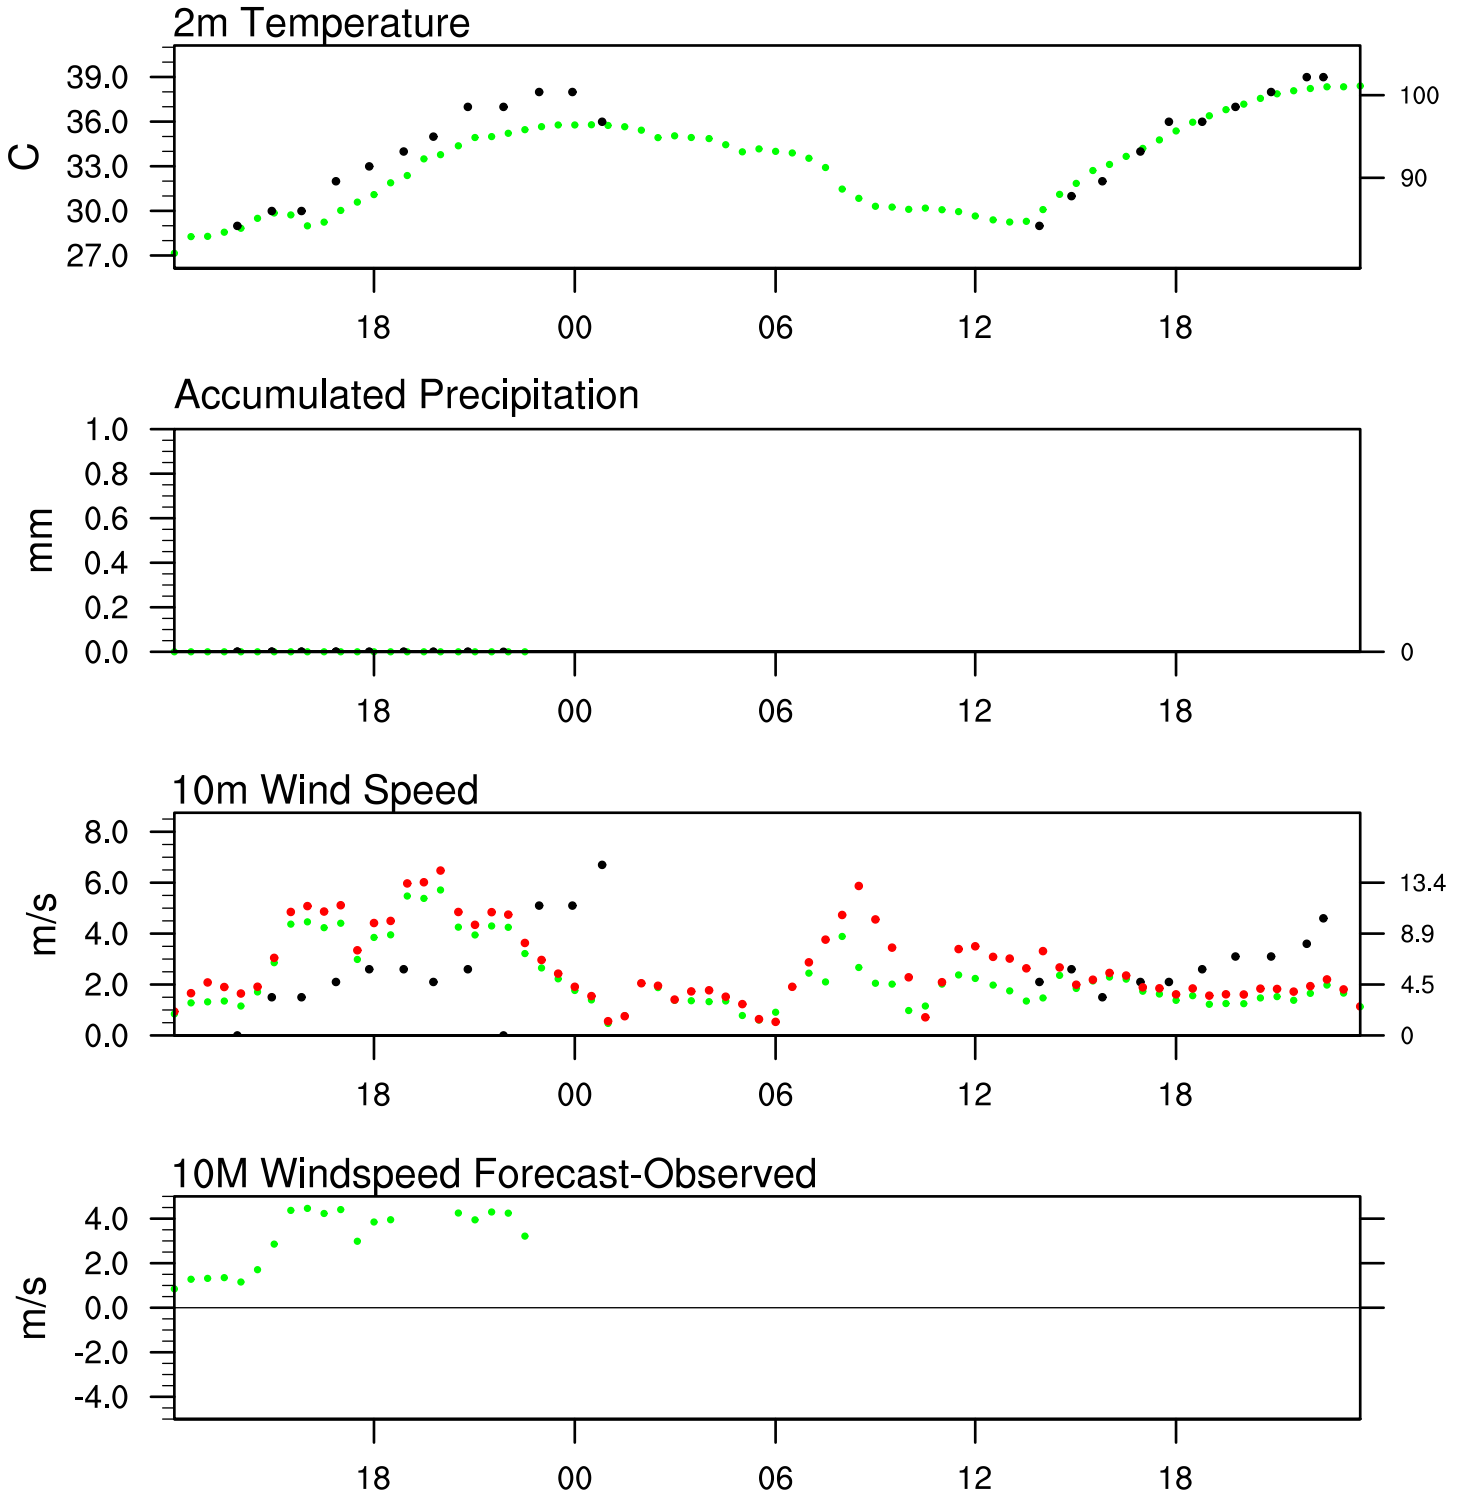 2m Temperature
39.0
36.0
33.0
30.0
27.0
C
100
90
18 00 06 12 18
Accumulated Precipitation
1.0
0.8
0.6
0.4
0.2
0.0
mm
0
18 00 06 12 18
10m Wind Speed
8.0
6.0
4.0
2.0
0.0
m/s
13.4
8.9
4.5
0
18 00 06 12 18
10M Windspeed Forecast-Observed
4.0
2.0
0.0
-2.0
-4.0
m/s
18 00 06 12 18